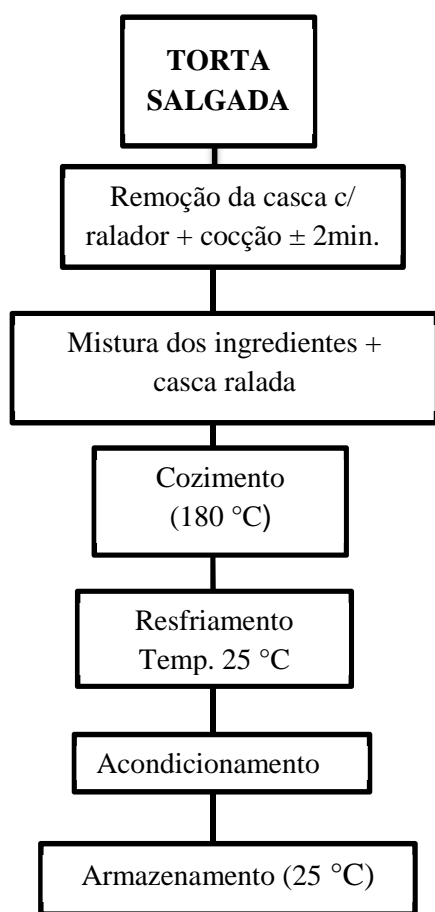 TORTA
SALGADA
Remoção da casca c/
ralador + cocção ± 2min.
Mistura dos ingredientes +
casca ralada
Cozimento
(180 °C)
Resfriamento
Temp. 25 °C
Acondicionamento
Armazenamento (25 °C)